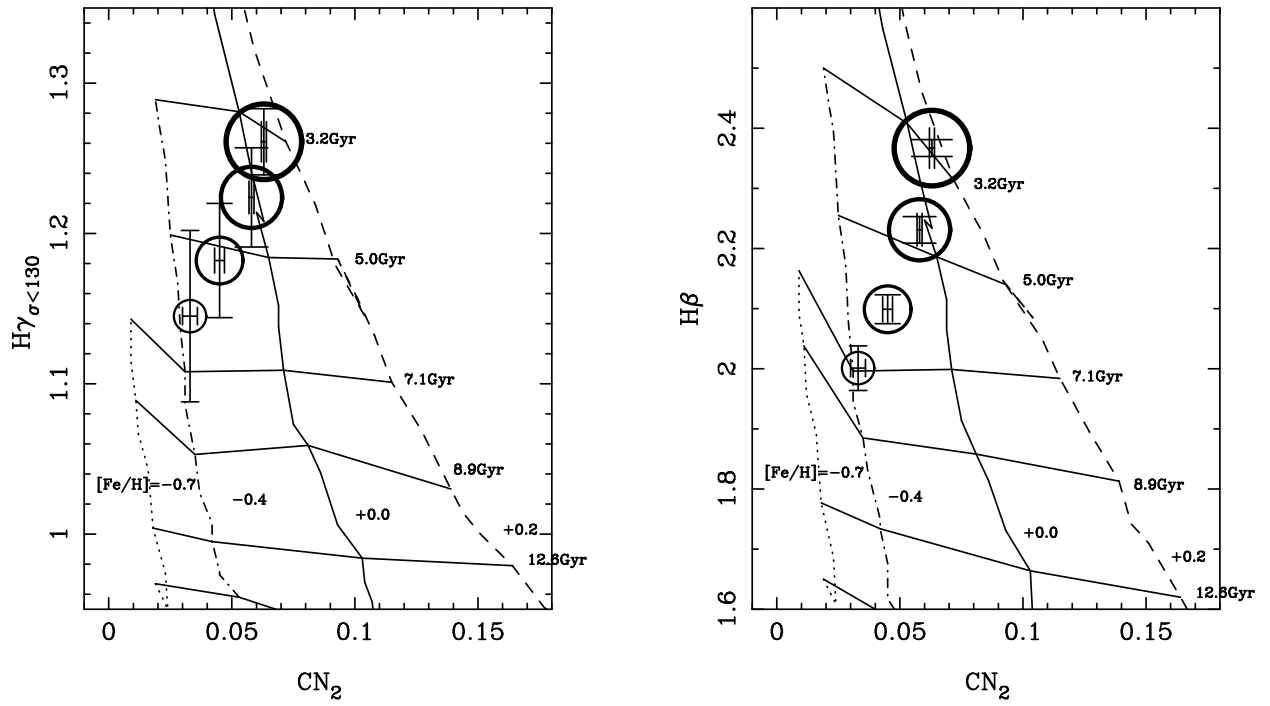 1.3
1.2
1.1
1
Hγσ<130
3.2Gyr
5.0Gyr
7.1Gyr
8.9Gyr
12.6Gyr
[Fe/H]=−0.7
−0.4
+0.0
+0.2
0 0.05 0.1 0.15
CN2
2.4
2.2
2
1.8
1.6
Hβ
3.2Gyr
5.0Gyr
7.1Gyr
8.9Gyr
12.6Gyr
[Fe/H]=−0.7
−0.4
+0.0
+0.2
0 0.05 0.1 0.15
CN2